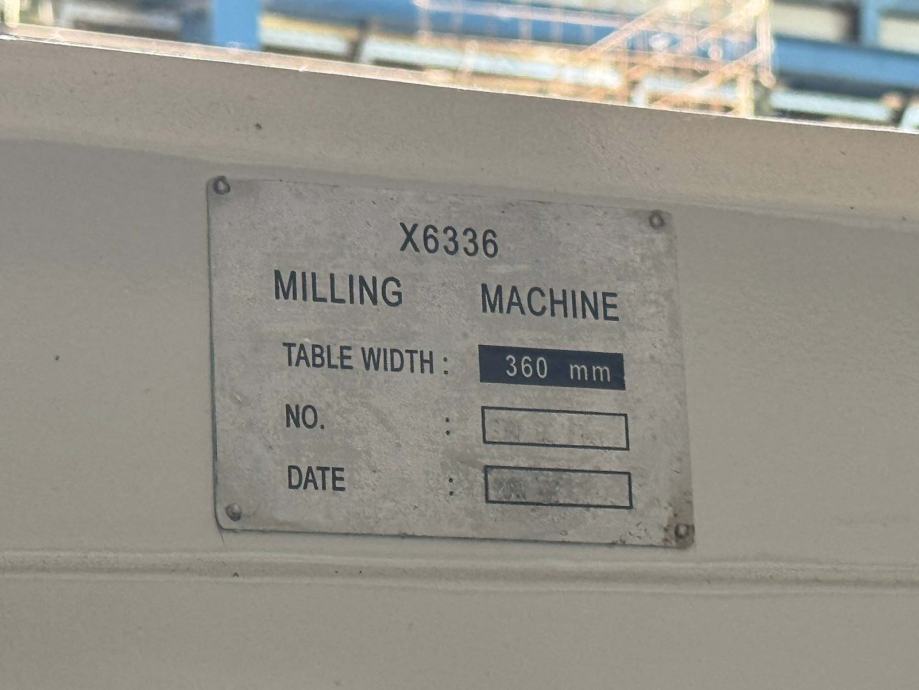 X6336
MILLING MACHINE
TABLE WIDTH : 360 mm
NO. :
DATE :